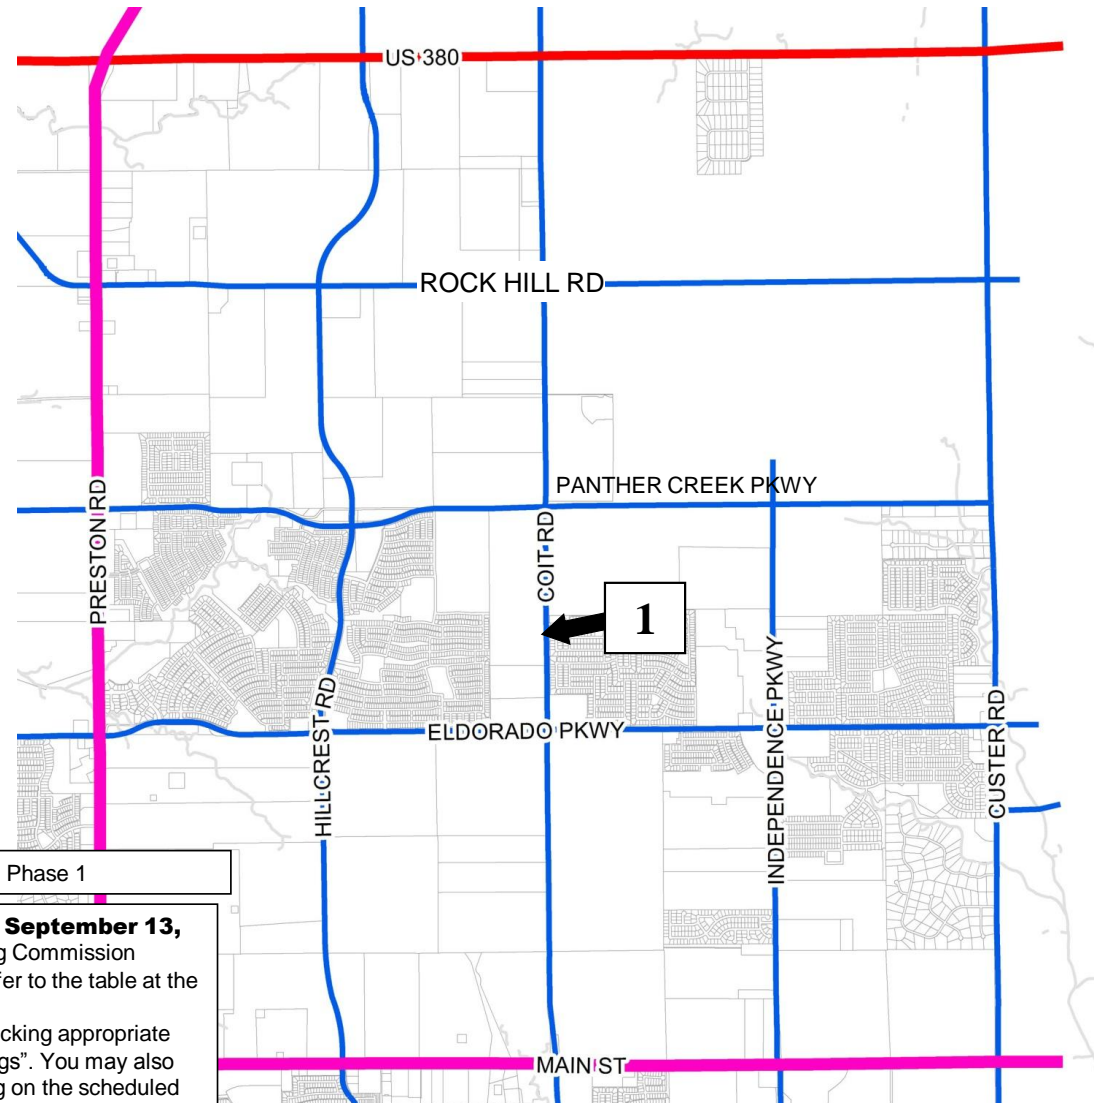 US 380
ROCK HILL RD
PANTHER CREEK PKWY
PRESTON RD
COIT RD
1
INDEPENDENCE PKWY
HILLCREST RD
ELDORADO PKWY
CUSTER RD
Phase 1
September 13,
g Commission
fer to the table at the
cking appropriate
gs”. You may also
g on the scheduled
MAIN ST